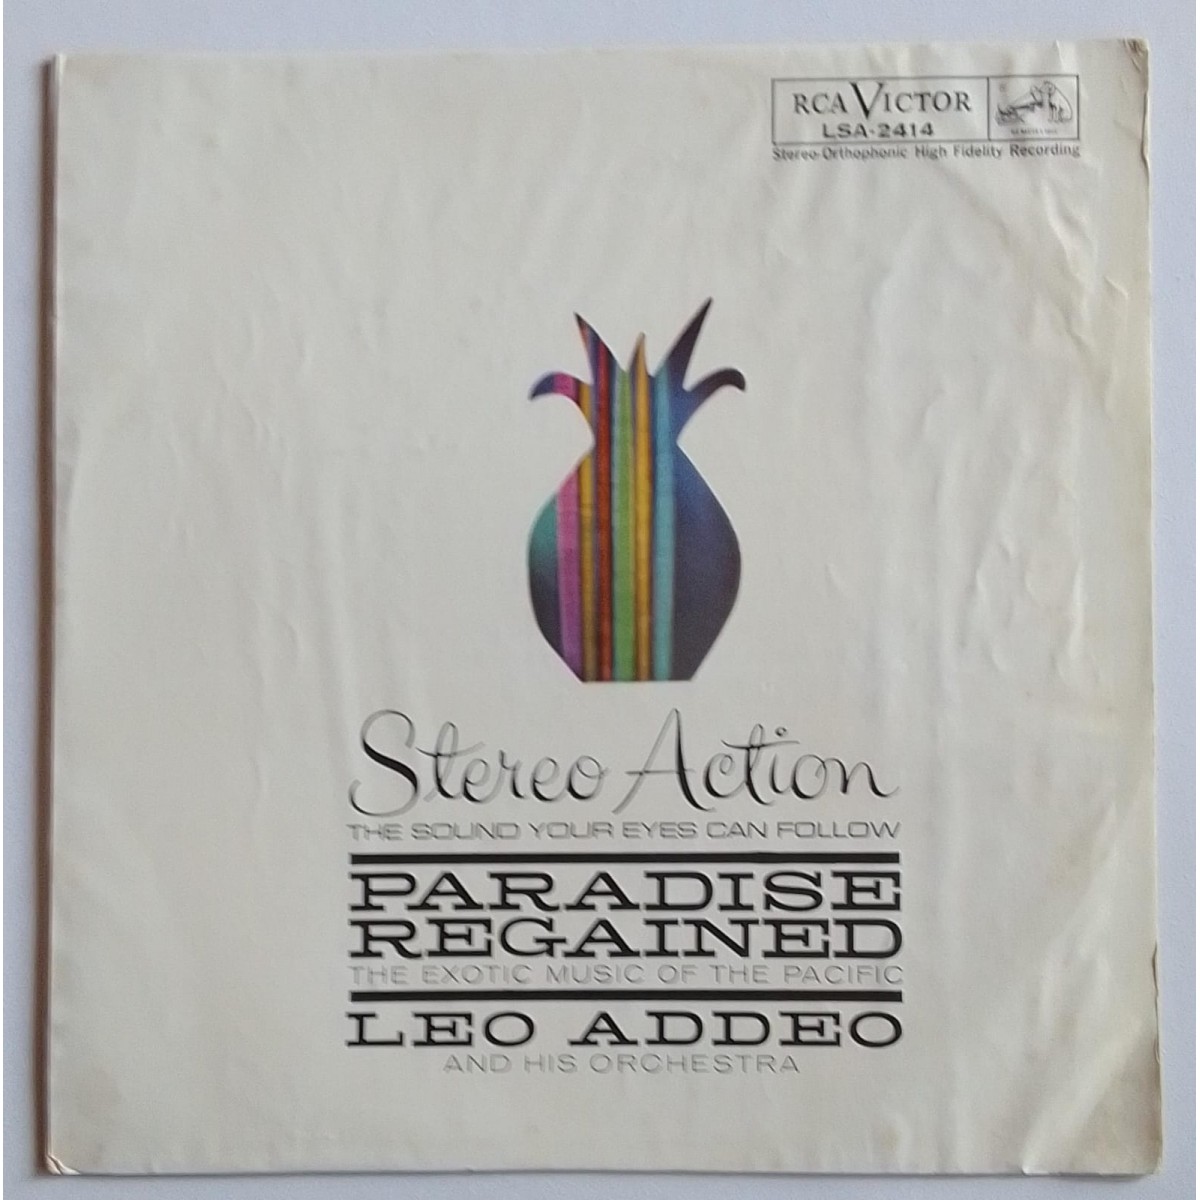 RCA VICTOR
LSA-2414
Stereo-Orthophonic High Fidelity Recording
Stereo Action
THE SOUND YOUR EYES CAN FOLLOW
PARADISE
REGAINED
THE EXOTIC MUSIC OF THE PACIFIC
LEO ADDEO
AND HIS ORCHESTRA